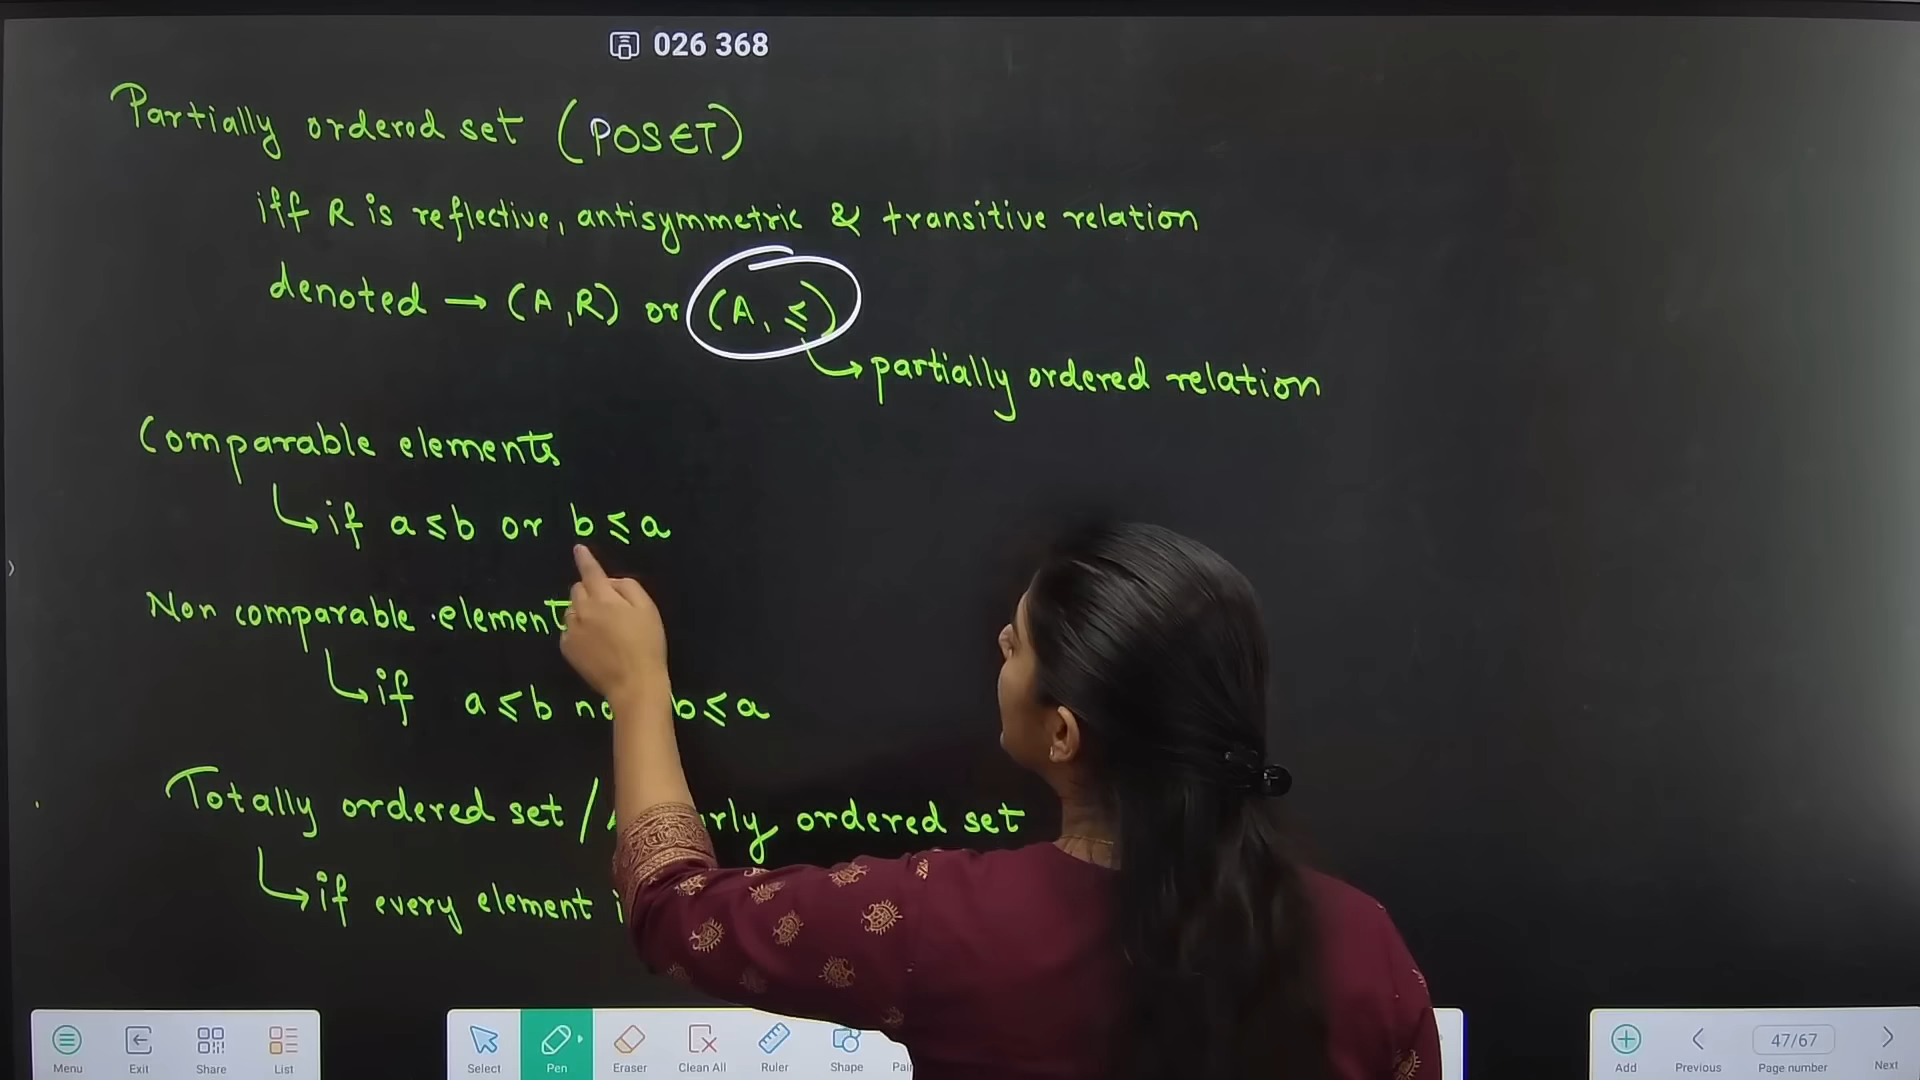 026 368
Partially ordered set (POSET)
iff R is reflective, antisymmetric & transitive relation
denoted → (A,R) or (A, ≤)
↳ partially ordered relation
Comparable elements
↳ if a ≤ b or b ≤ a
Non comparable element
↳ if a ≤ b b ≤ a
Totally ordered set / ordered set
↳ if every element
Menu Exit Share List Select Pen Eraser Clean All Ruler Shape Add Previous 47/67 Page number Next